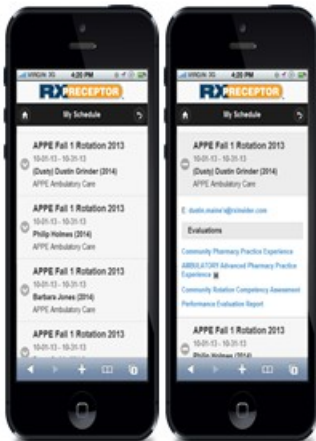 VIRGIN 3G 4:20 PM
RXPRECEPTOR
My Schedule
APPE Fall 1 Rotation 2013
10-01-13 - 10-31-13
(Dusty) Dustin Grinder (2014)
APPE Ambulatory Care
APPE Fall 1 Rotation 2013
10-01-13 - 10-31-13
Philip Holmes (2014)
APPE Ambulatory Care
APPE Fall 1 Rotation 2013
10-01-13 - 10-31-13
Barbara Jones (2014)
APPE Ambulatory Care
APPE Fall 1 Rotation 2013
VIRGIN 3G 4:20 PM
RXPRECEPTOR
My Schedule
APPE Fall 1 Rotation 2013
10-01-13 - 10-31-13
(Dusty) Dustin Grinder (2014)
APPE Ambulatory Care
E:
Evaluations
Community Pharmacy Practice Experience
AMBULATORY Advanced Pharmacy Practice
Experience
Community Rotation Competency Assessment
Performance Evaluation Report
APPE Fall 1 Rotation 2013
10-01-13 - 10-31-13
Philip Holmes (2014)